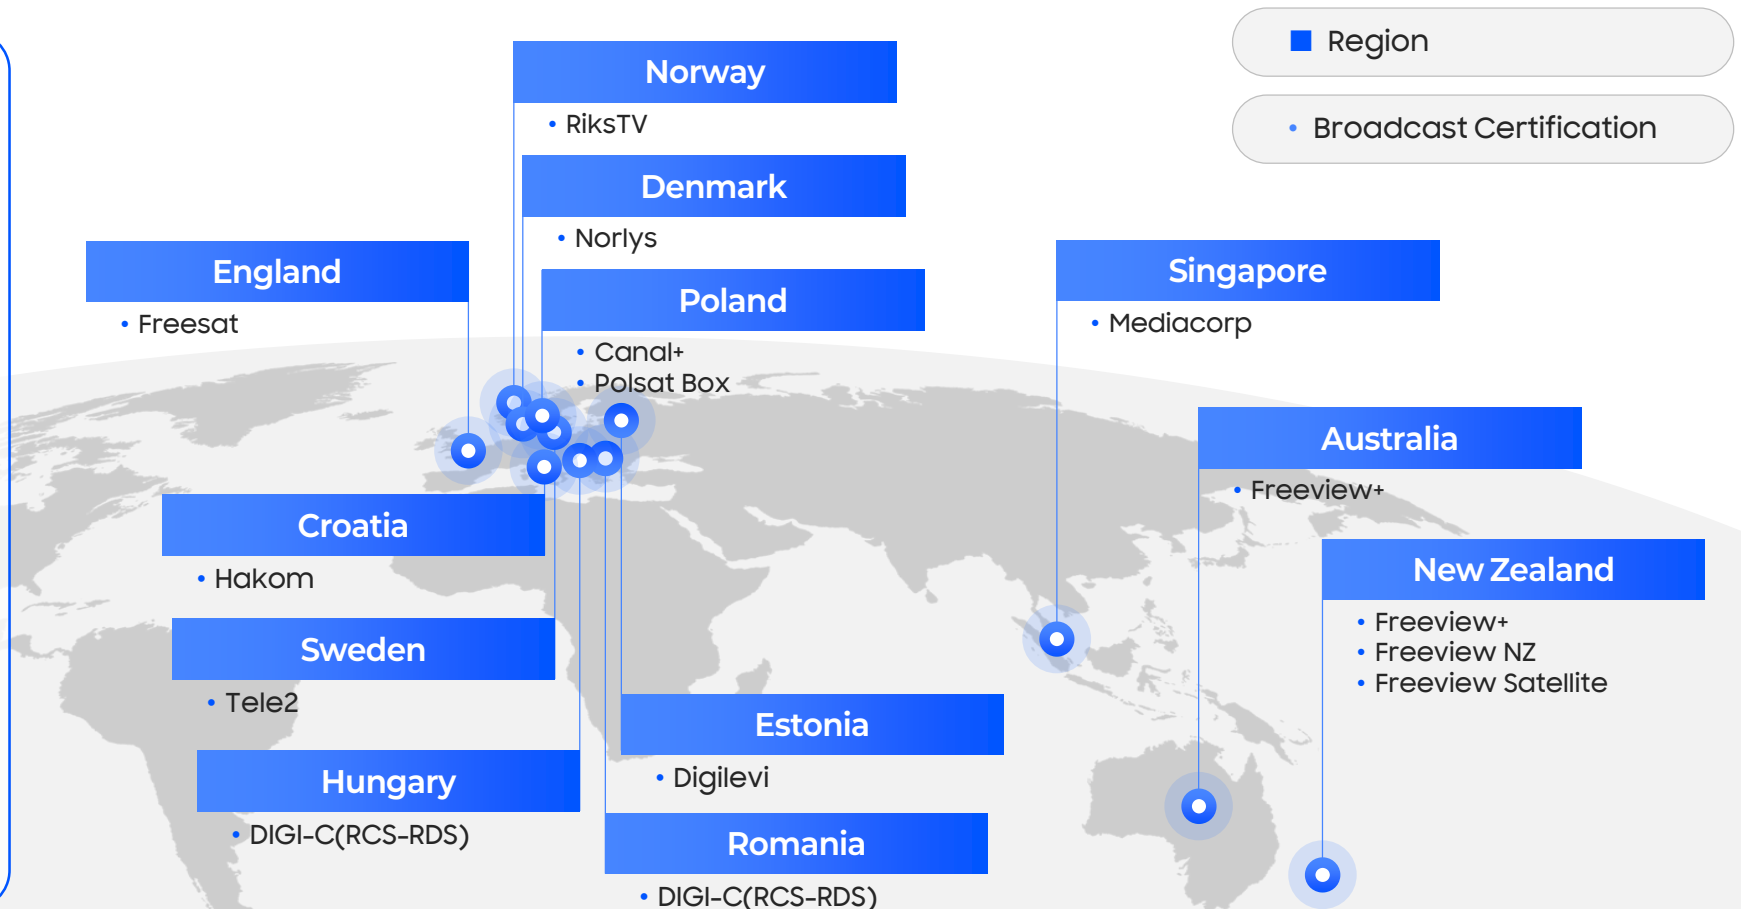 Region
Broadcast Certification
Norway
• RiksTV
Denmark
• Norlys
England
• Freesat
Poland
• Canal+
• Polsat Box
Singapore
• Mediacorp
Australia
• Freeview+
Croatia
• Hakom
New Zealand
• Freeview+
• Freeview NZ
• Freeview Satellite
Sweden
• Tele2
Estonia
• Digilevi
Hungary
• DIGI-C(RCS-RDS)
Romania
• DIGI-C(RCS-RDS)